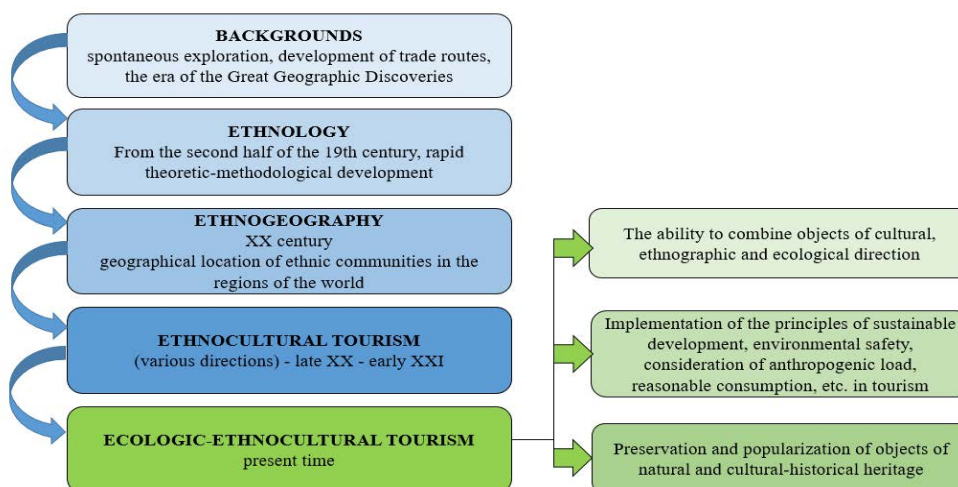 BACKGROUNDS
spontaneous exploration, development of trade routes,
the era of the Great Geographic Discoveries
ETHNOLOGY
From the second half of the 19th century, rapid
theoretic-methodological development
ETHNOGEOGRAPHY
XX century
geographical location of ethnic communities in the
regions of the world
ETHNOCULTURAL TOURISM
(various directions) - late XX - early XXI
ECOLOGIC-ETHNOCULTURAL TOURISM
present time
The ability to combine objects of cultural,
ethnographic and ecological direction
Implementation of the principles of sustainable
development, environmental safety,
consideration of anthropogenic load,
reasonable consumption, etc. in tourism
Preservation and popularization of objects of
natural and cultural-historical heritage